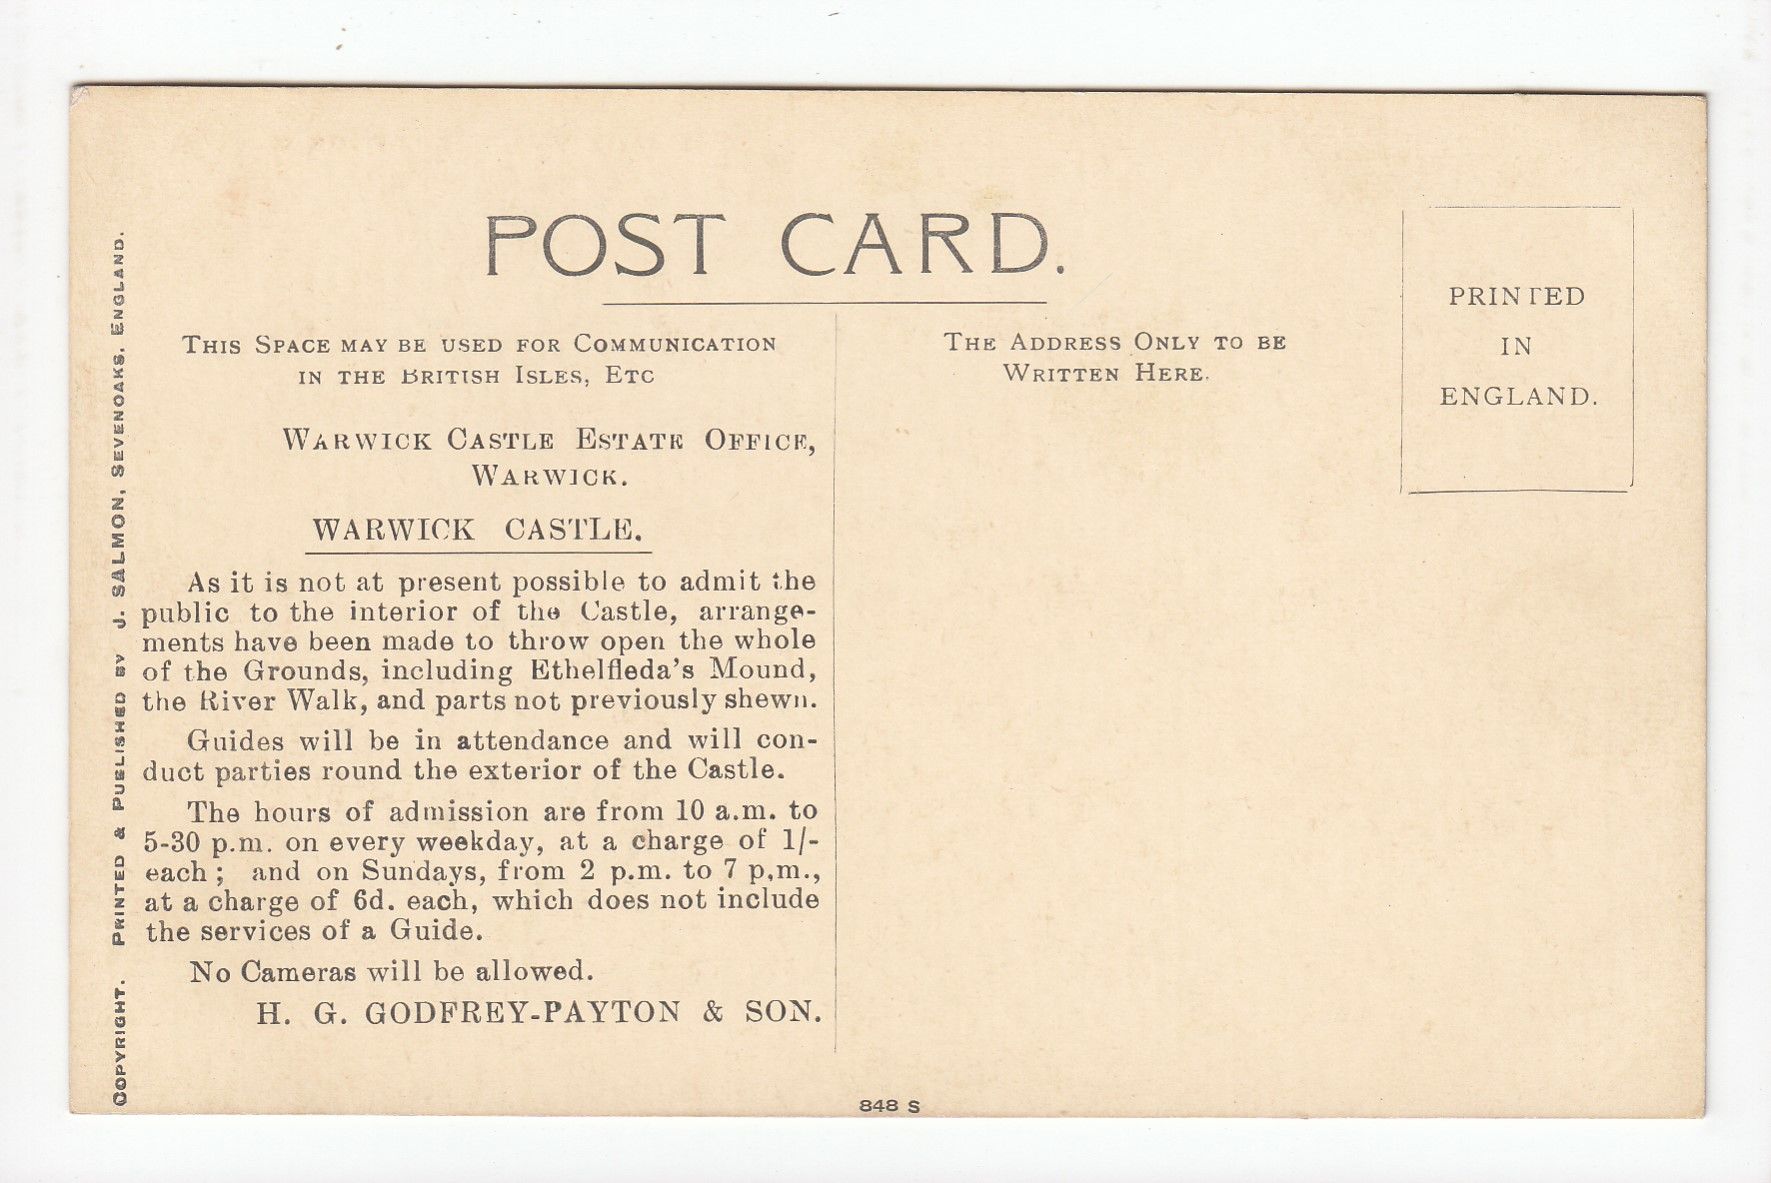 POST CARD.
THIS SPACE MAY BE USED FOR COMMUNICATION
IN THE BRITISH ISLES, ETC
THE ADDRESS ONLY TO BE
WRITTEN HERE.
PRINTED
IN
ENGLAND.
WARWICK CASTLE ESTATE OFFICE,
WARWICK.
WARWICK CASTLE.
As it is not at present possible to admit the
public to the interior of the Castle, arrange-
ments have been made to throw open the whole
of the Grounds, including Ethelfleda's Mound,
the River Walk, and parts not previously shewn.
Guides will be in attendance and will con-
duct parties round the exterior of the Castle.
The hours of admission are from 10 a.m. to
5-30 p.m. on every weekday, at a charge of 1/-
each ; and on Sundays, from 2 p.m. to 7 p.m.,
at a charge of 6d. each, which does not include
the services of a Guide.
No Cameras will be allowed.
H. G. GODFREY-PAYTON & SON.
COPYRIGHT. PRINTED & PUBLISHED BY J. SALMON, SEVENOAKS, ENGLAND.
848 S